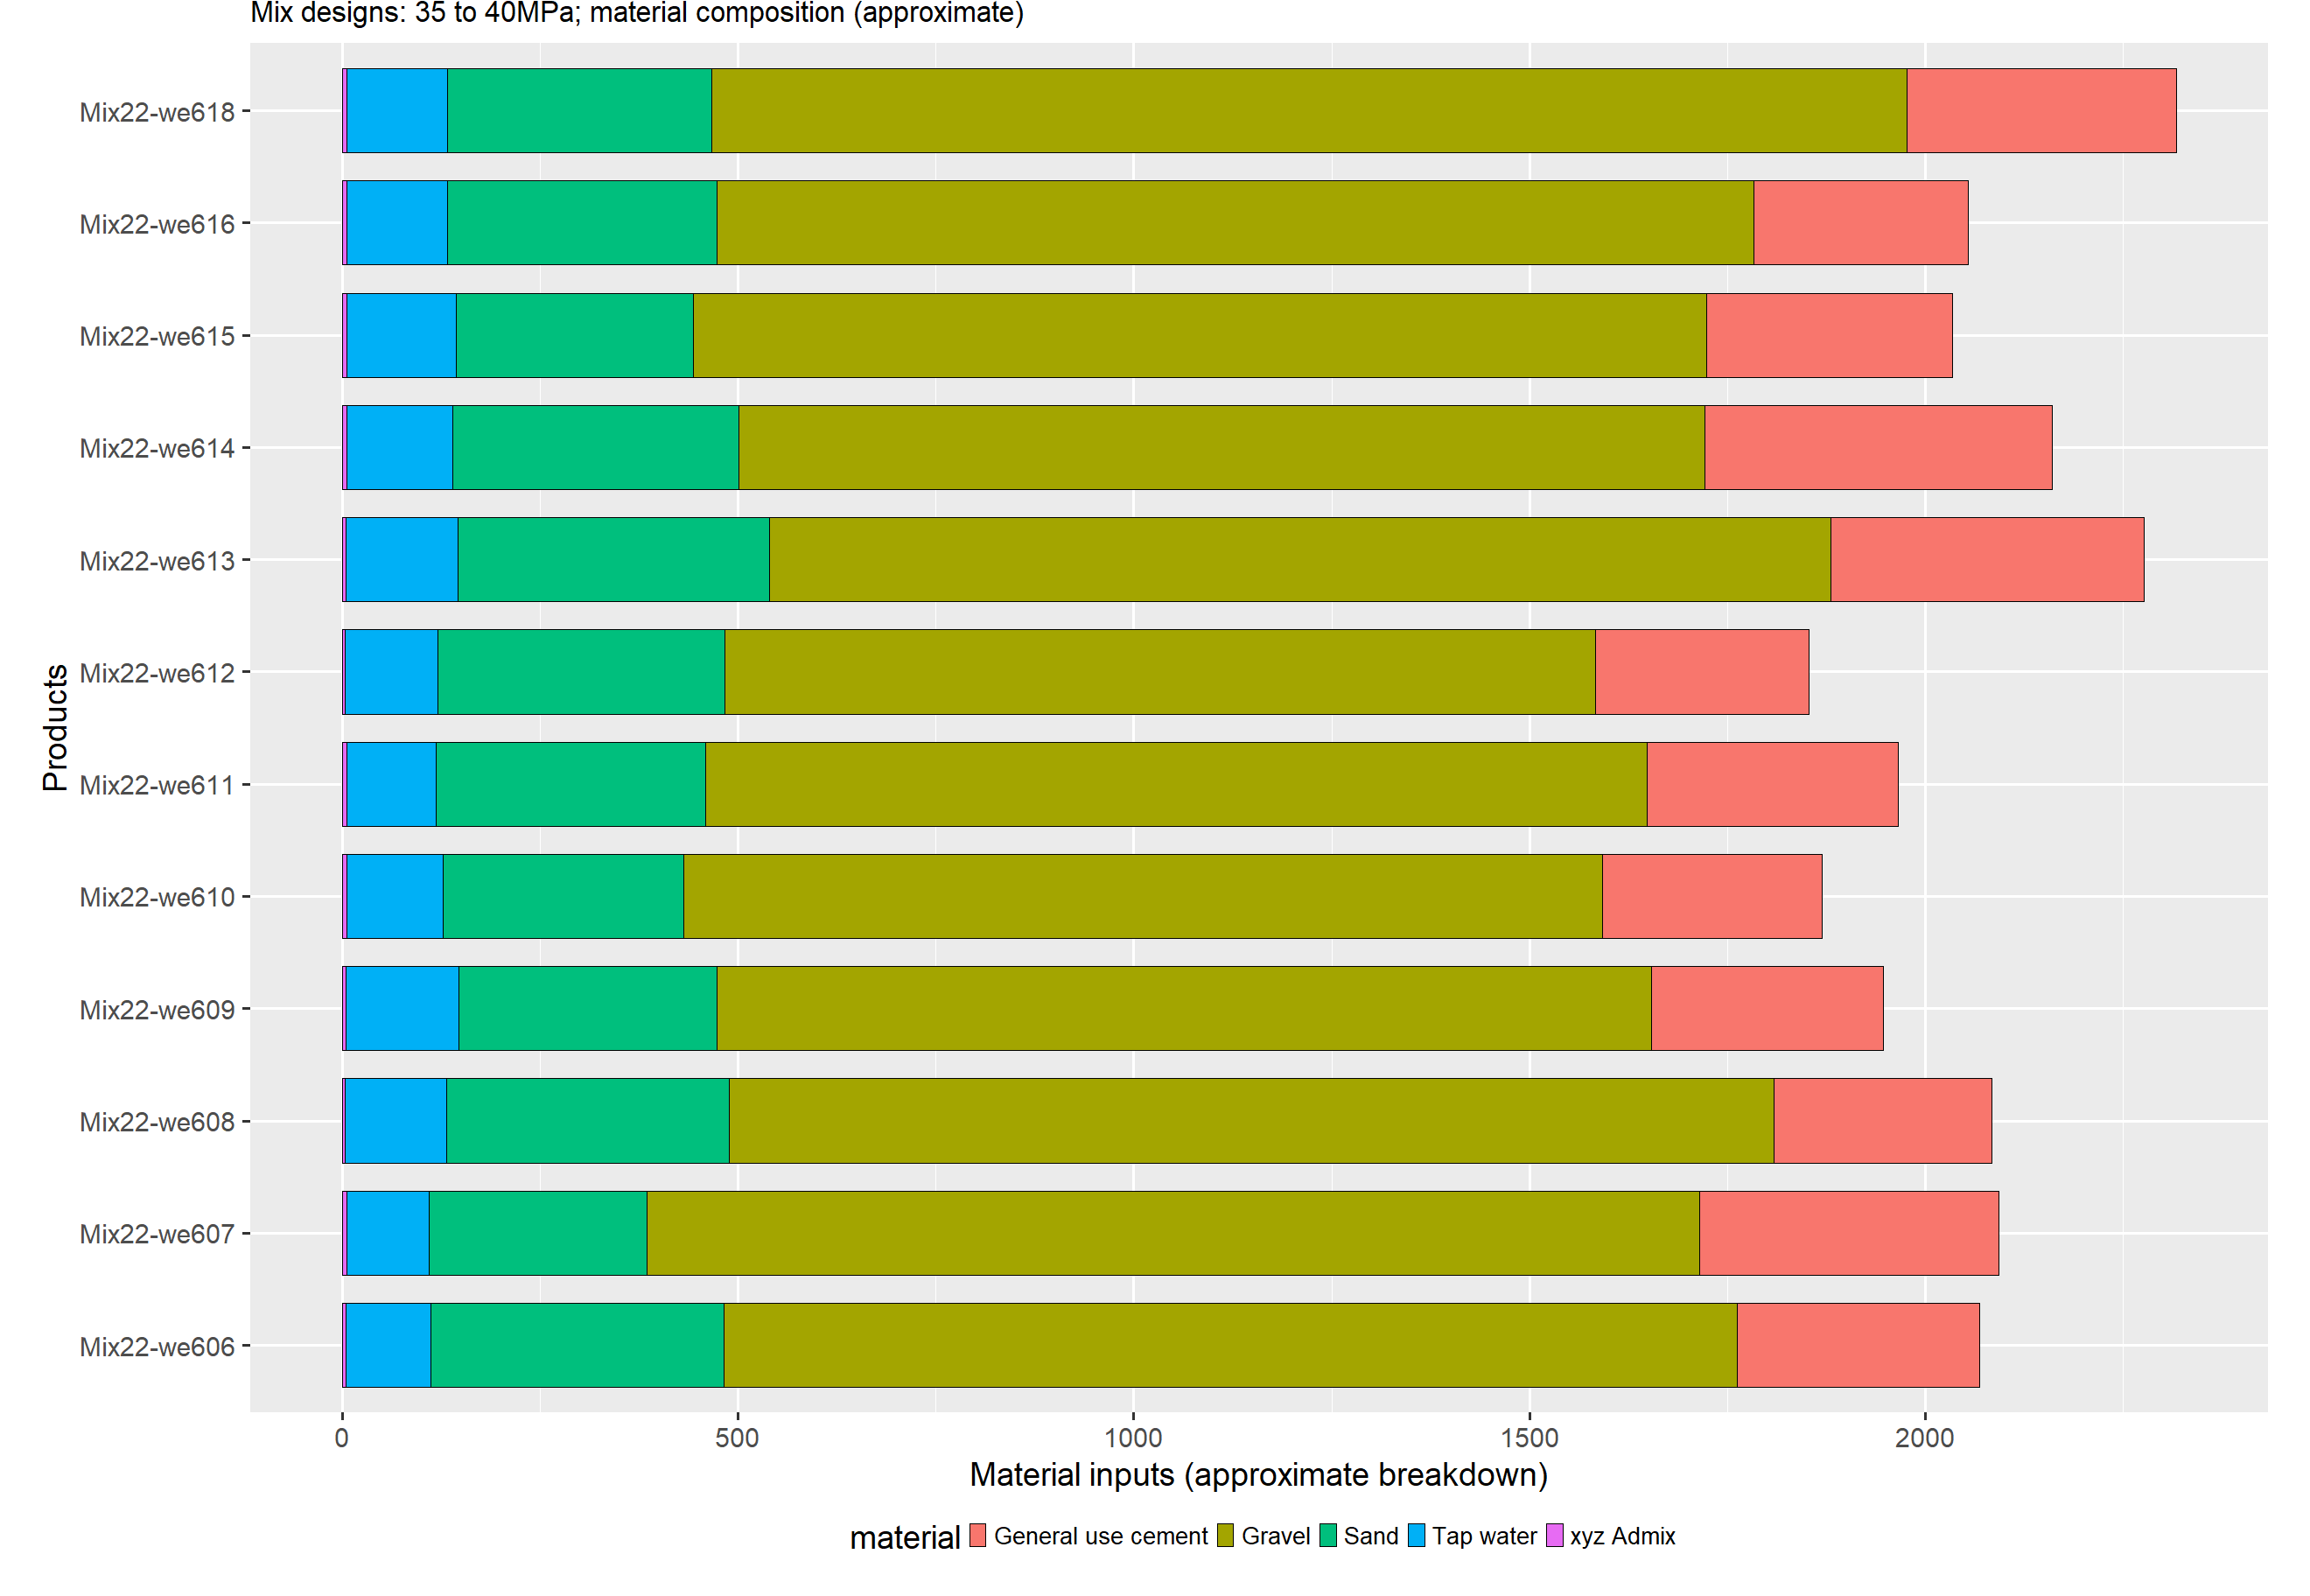 Mix designs: 35 to 40MPa; material composition (approximate)
Mix22-we618
Mix22-we616
Mix22-we615
Mix22-we614
Mix22-we613
Mix22-we612
Mix22-we611
Mix22-we610
Mix22-we609
Mix22-we608
Mix22-we607
Mix22-we606
Products
0 500 1000 1500 2000
Material inputs (approximate breakdown)
material General use cement Gravel Sand Tap water xyz Admix